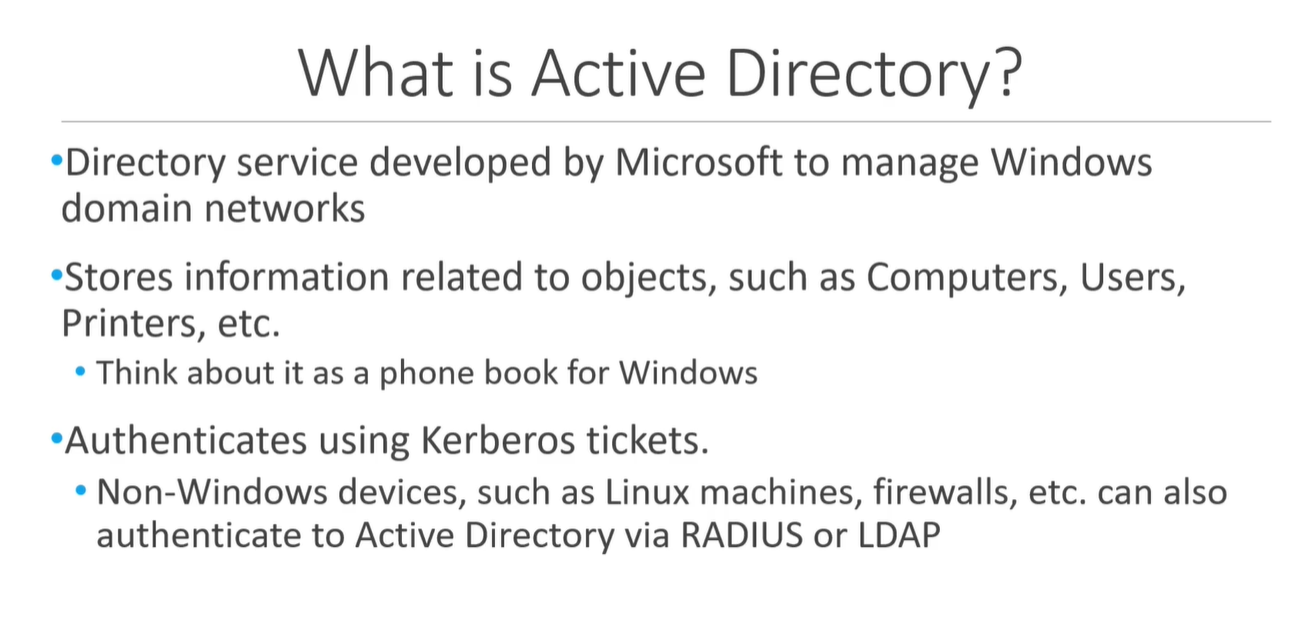 What is Active Directory?
•Directory service developed by Microsoft to manage Windows
domain networks
•Stores information related to objects, such as Computers, Users,
Printers, etc.
• Think about it as a phone book for Windows
•Authenticates using Kerberos tickets.
• Non-Windows devices, such as Linux machines, firewalls, etc. can also
authenticate to Active Directory via RADIUS or LDAP